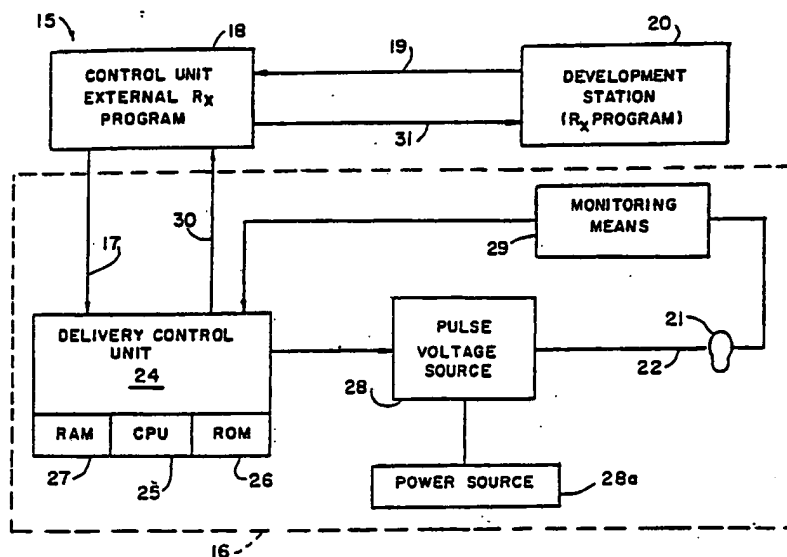 15
18
CONTROL UNIT
EXTERNAL Rx
PROGRAM
19
31
20
DEVELOPMENT
STATION
(Rx PROGRAM)
17
30
MONITORING
MEANS
29
DELIVERY CONTROL
UNIT
24
RAM CPU ROM
27
25
26
PULSE
VOLTAGE
SOURCE
28
21
22
POWER SOURCE
28a
16